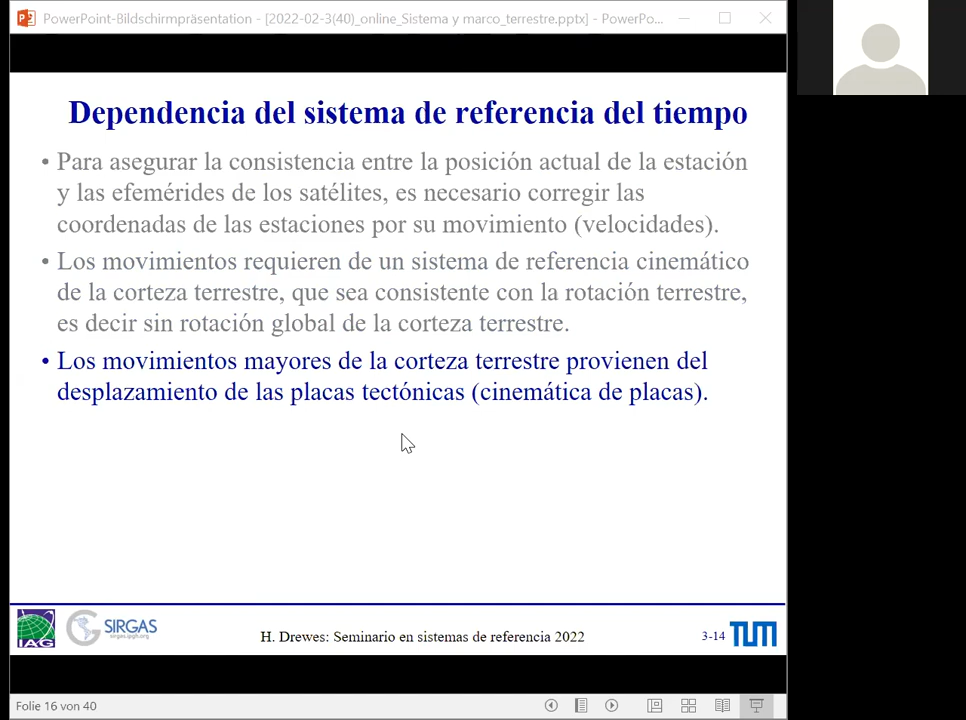 PowerPoint-Bildschirmpräsentation - [2022-02-3(40)_online_Sistema y marco_terrestre.pptx] - PowerPo...
Dependencia del sistema de referencia del tiempo
• Para asegurar la consistencia entre la posición actual de la estación
y las efemérides de los satélites, es necesario corregir las
coordenadas de las estaciones por su movimiento (velocidades).
• Los movimientos requieren de un sistema de referencia cinemático
de la corteza terrestre, que sea consistente con la rotación terrestre,
es decir sin rotación global de la corteza terrestre.
• Los movimientos mayores de la corteza terrestre provienen del
desplazamiento de las placas tectónicas (cinemática de placas).
IAG
SIRGAS
sirgas.ipgh.org
H. Drewes: Seminario en sistemas de referencia 2022
3-14
TUM
Folie 16 von 40